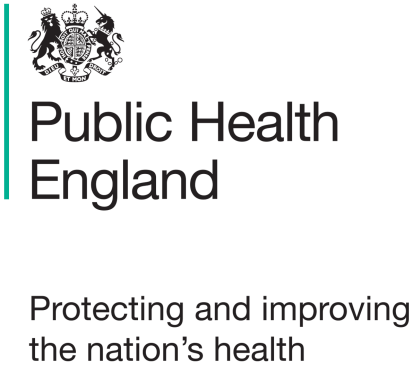 DIEU ET MON DROIT
Public Health
England
Protecting and improving
the nation's health